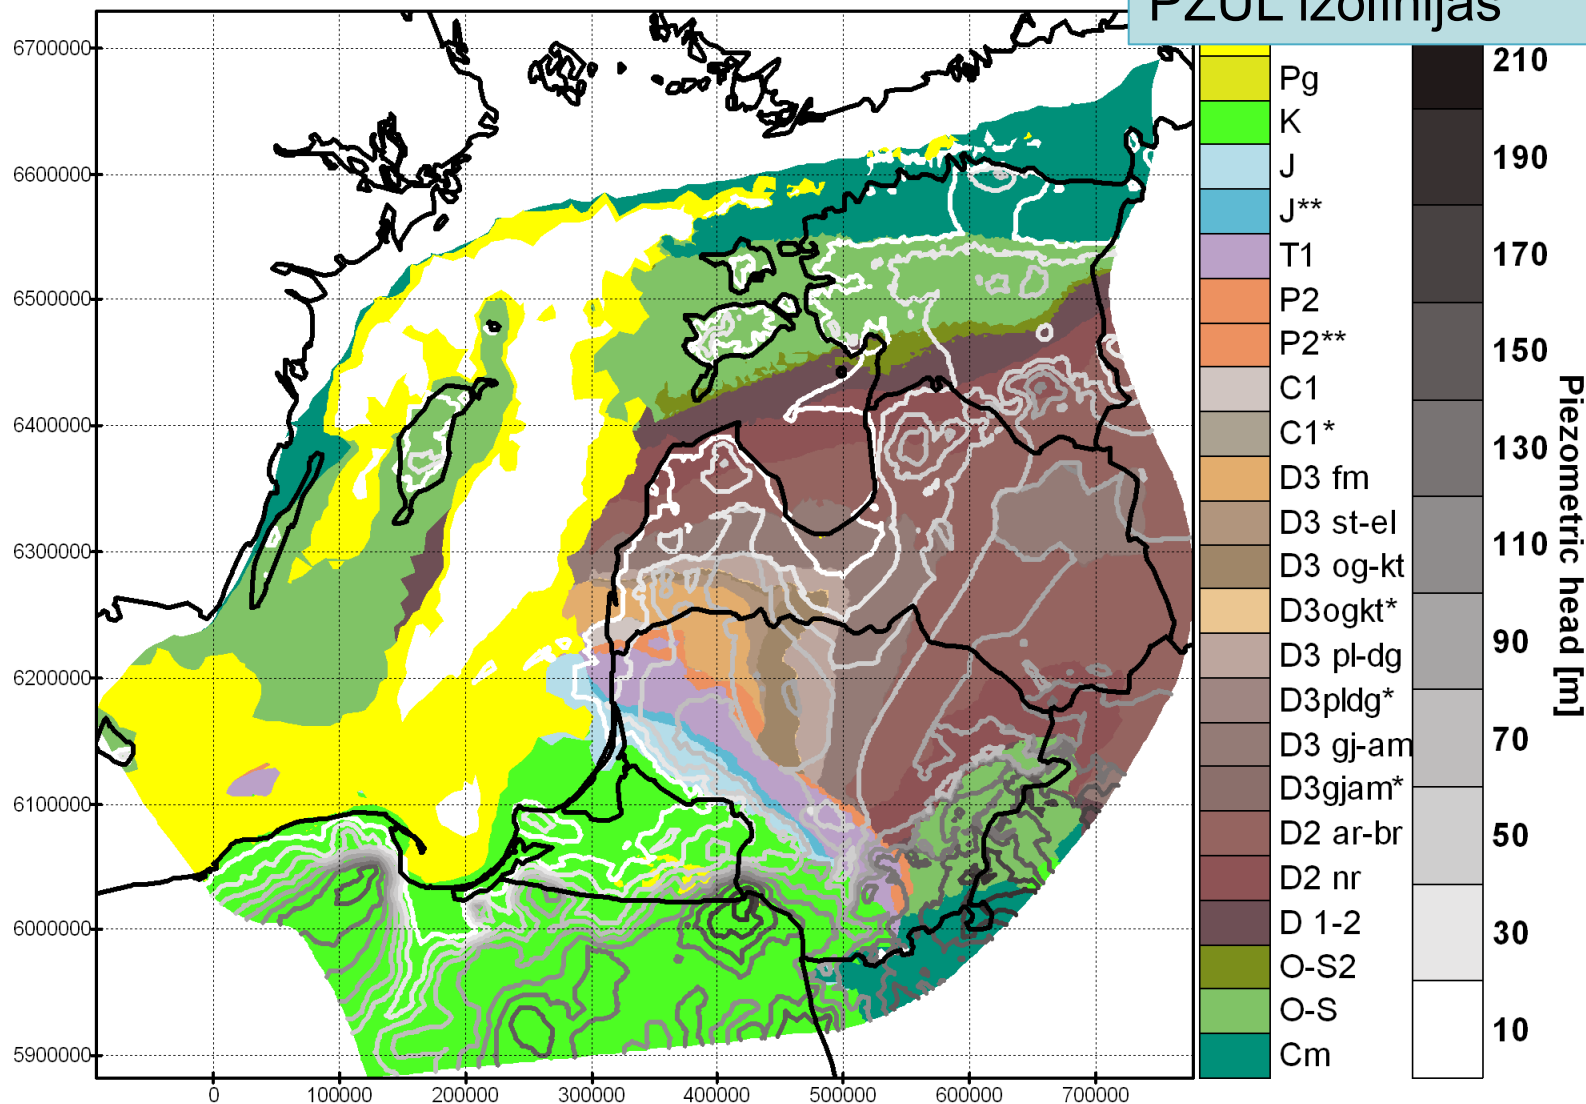 PZUL izolīnijas
6700000
6600000
6500000
6400000
6300000
6200000
6100000
6000000
5900000
0
100000
200000
300000
400000
500000
600000
700000
Pg
K
J
J**
T1
P2
P2**
C1
C1*
D3 fm
D3 st-el
D3 og-kt
D3ogkt*
D3 pl-dg
D3pldg*
D3 gj-am
D3gjam*
D2 ar-br
D2 nr
D 1-2
O-S2
O-S
Cm
210
190
170
150
130
110
90
70
50
30
10
Piezometric head [m]